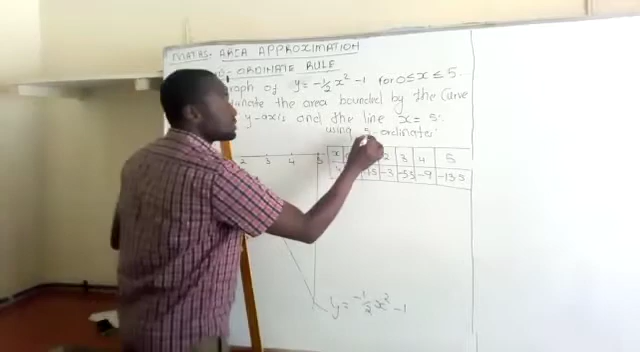 MATHS: AREA APPROXIMATION
- ORDINATE RULE
graph of y = -½x² -1 for 0 ≤ x ≤ 5.
the area bounded by the curve
y-axis and the line x = 5.
using 5 ordinates.
2 3 4 5
x 2 3 4 5
-1.5 -3 -5.5 -9 -13.5
y = -½x² -1